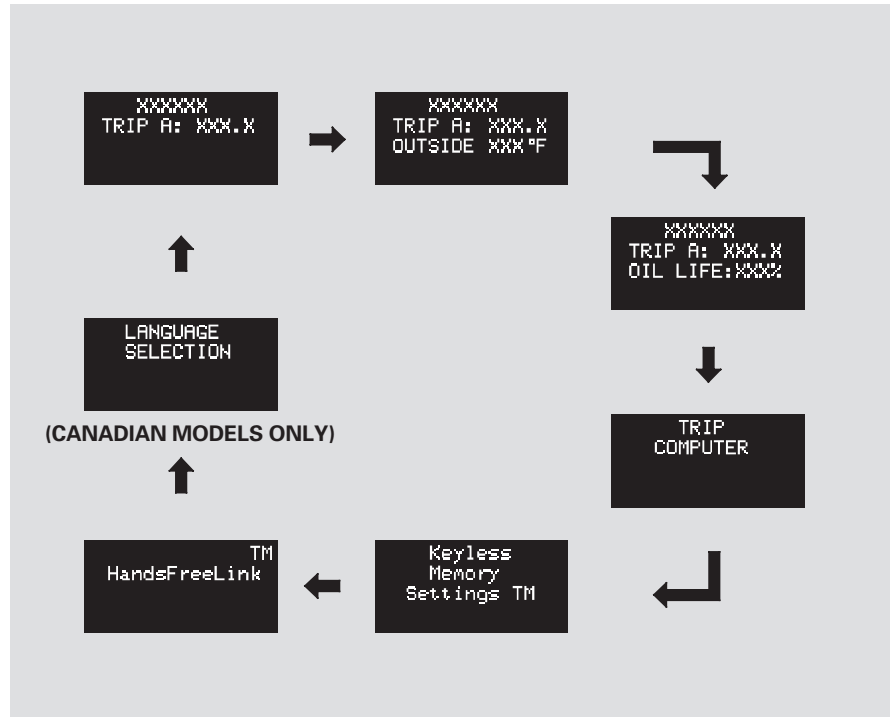 XXXXXX
TRIP A: XXX.X
XXXXXX
TRIP A: XXX.X
OUTSIDE XXX°F
XXXXXX
TRIP A: XXX.X
OIL LIFE:XXX%
TRIP
COMPUTER
Keyless
Memory
Settings TM
TM
HandsFreeLink
LANGUAGE
SELECTION
(CANADIAN MODELS ONLY)